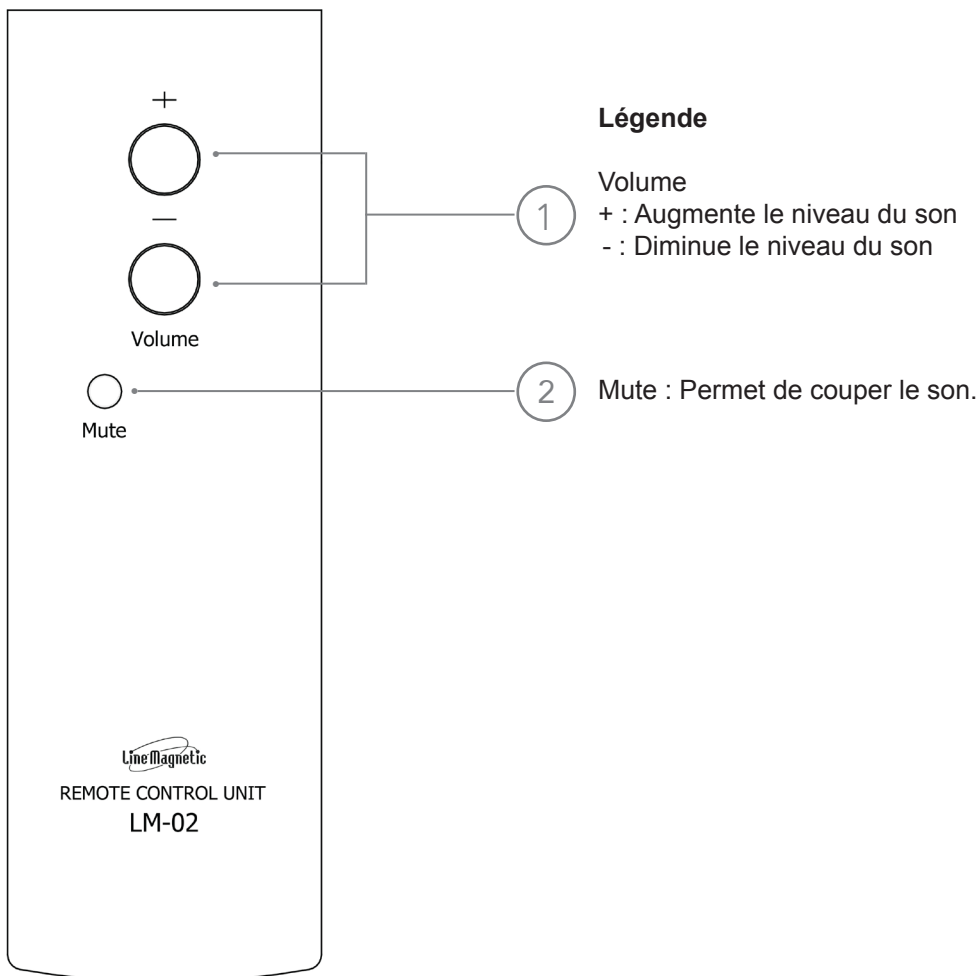 +
—
Volume
Mute
Line Magnetic
REMOTE CONTROL UNIT
LM-02
Légende
1
Volume
+ : Augmente le niveau du son
- : Diminue le niveau du son
2
Mute : Permet de couper le son.